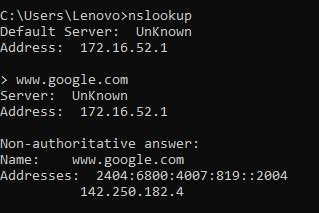 C:\Users\Lenovo>nslookup
Default Server:  UnKnown
Address:  172.16.52.1

> www.google.com
Server:  UnKnown
Address:  172.16.52.1

Non-authoritative answer:
Name:    www.google.com
Addresses:  2404:6800:4007:819::2004
          142.250.182.4